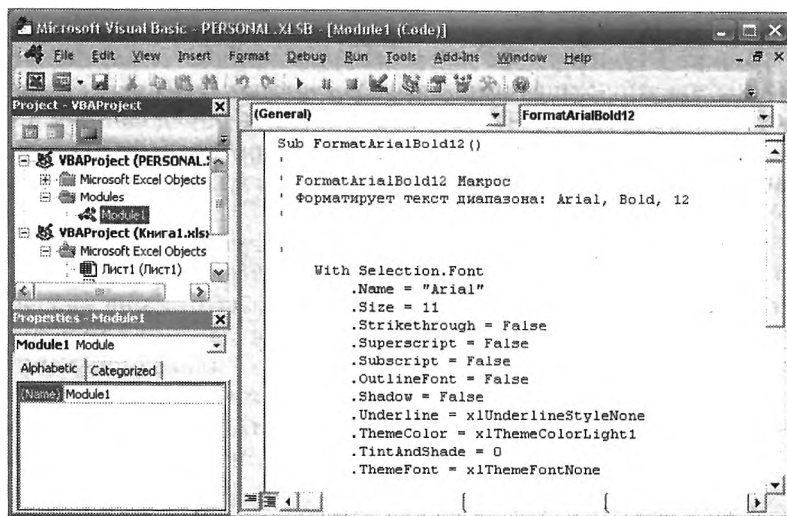 Microsoft Visual Basic - PERSONAL.XLSB - [Module1 (Code)]
File Edit View Insert Format Debug Run Tools Add-Ins Window Help
Project - VBAProject
VBAProject (PERSONAL.
Microsoft Excel Objects
Modules
Module1
VBAProject (Книга1.xls
Microsoft Excel Objects
Лист1 (Лист1)
Properties - Module1
Module1 Module
Alphabetic Categorized
(Name) Module1
(General) FormatArialBold12
Sub FormatArialBold12()
'
' FormatArialBold12 Макрос
' Форматирует текст диапазона: Arial, Bold, 12
'
'
With Selection.Font
.Name = "Arial"
.Size = 11
.Strikethrough = False
.Superscript = False
.Subscript = False
.OutlineFont = False
.Shadow = False
.Underline = xlUnderlineStyleNone
.ThemeColor = xlThemeColorLight1
.TintAndShade = 0
.ThemeFont = xlThemeFontNone